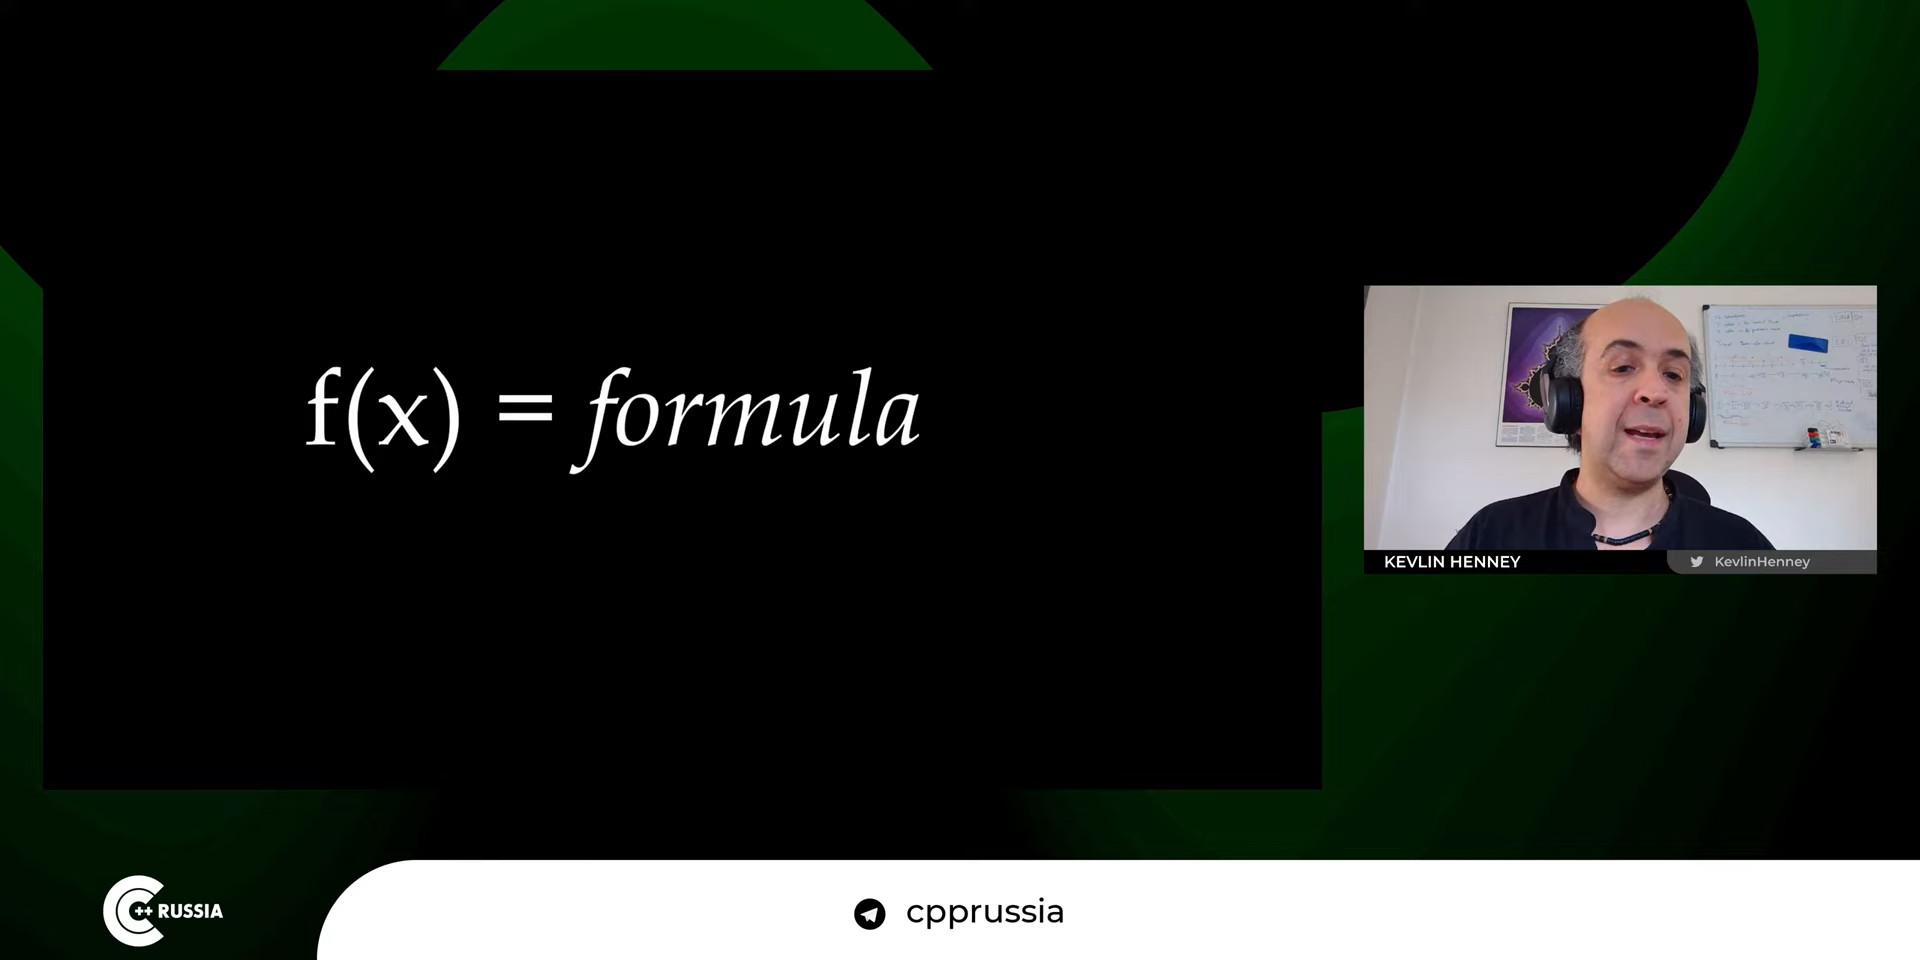 f(x) = formula
KEVLIN HENNEY
KevlinHenney
C++ RUSSIA
cpprussia